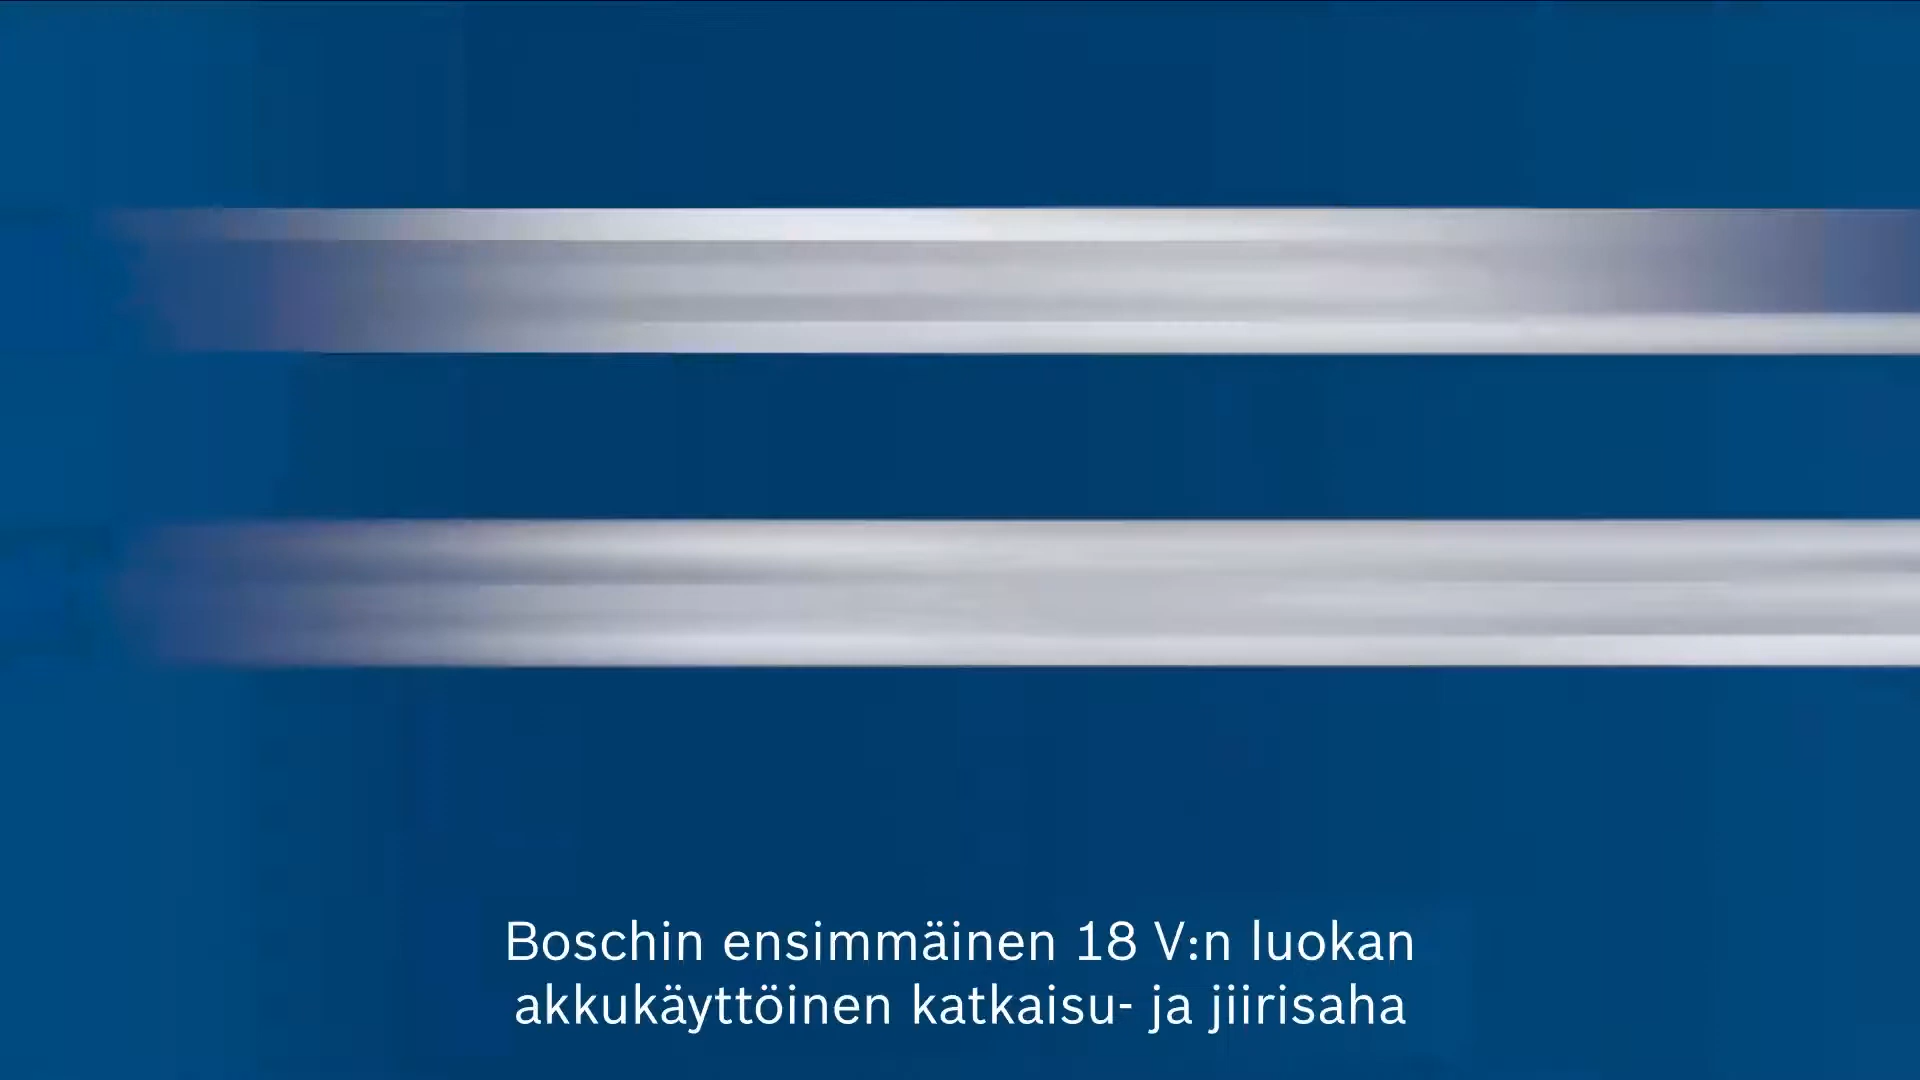 Boschin ensimmäinen 18 V:n luokan
akkukäyttöinen katkaisu- ja jiirisaha